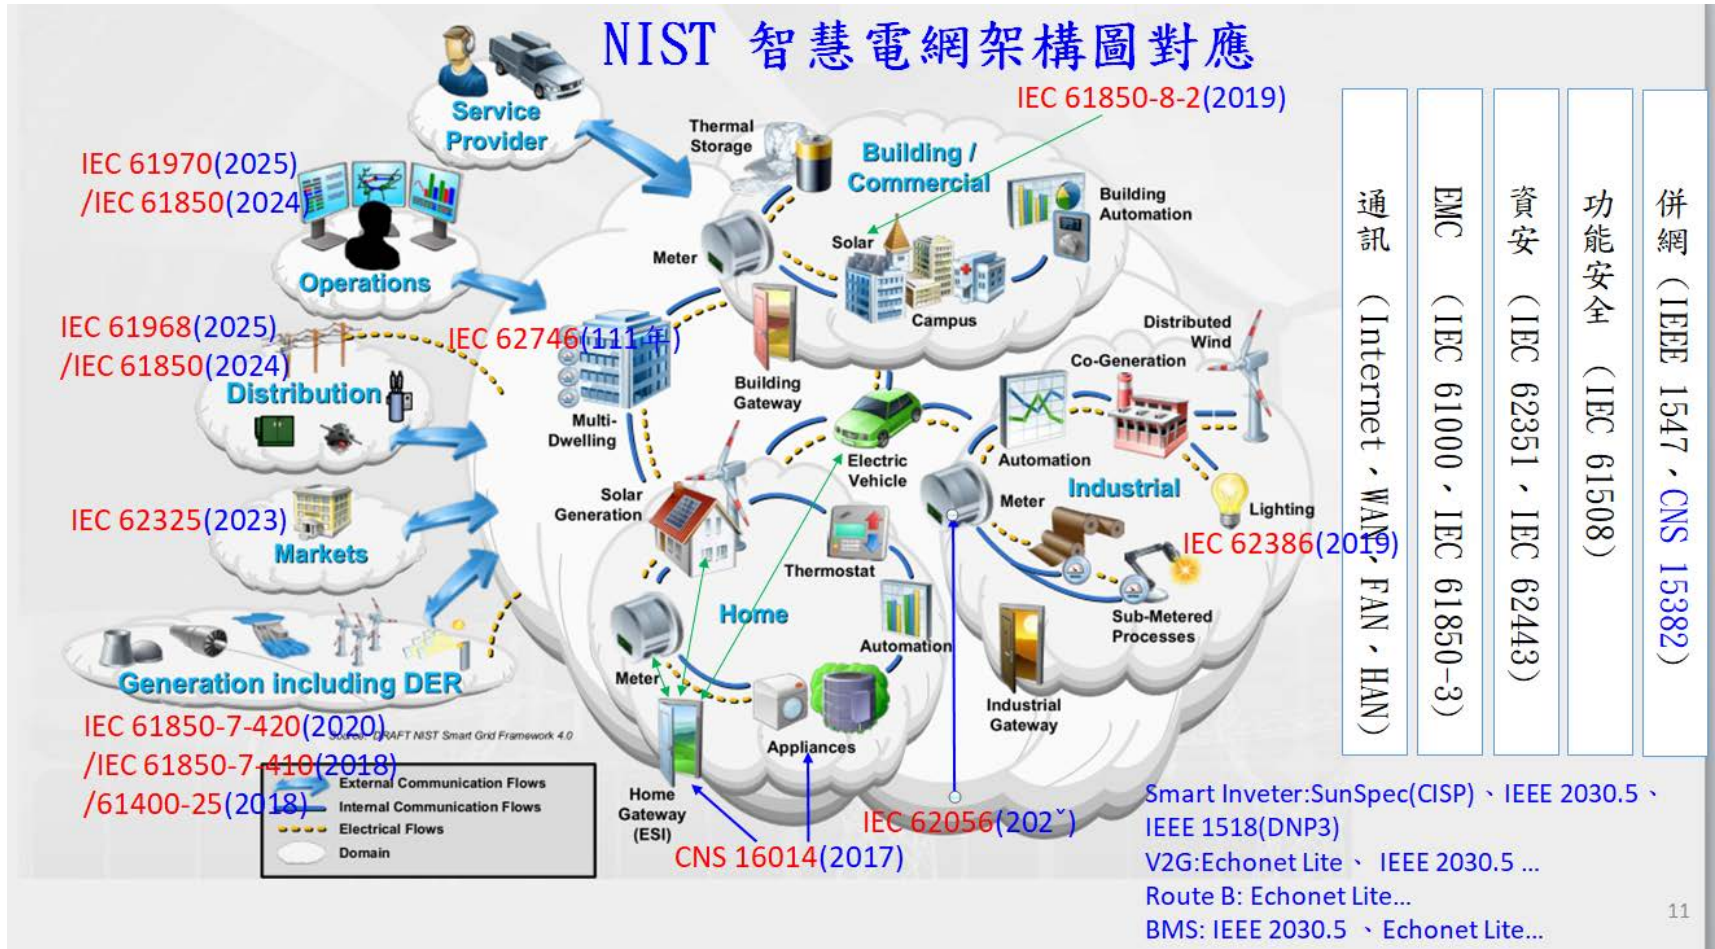 NIST 智慧電網架構圖對應
Service
Provider
IEC 61850-8-2(2019)
Thermal
Storage
Building /
Commercial
Building
Automation
IEC 61970(2025)
/IEC 61850(2024)
Operations
Meter
Solar
Campus
IEC 61968(2025)
/IEC 61850(2024)
Distribution
IEC 62746(111年)
Multi-
Dwelling
Building
Gateway
Distributed
Wind
Co-Generation
Automation
Electric
Vehicle
Meter
Industrial
Lighting
IEC 62386(2019)
Sub-Metered
Processes
Industrial
Gateway
IEC 62325(2023)
Markets
Solar
Generation
Thermostat
Home
Automation
Meter
Appliances
Home
Gateway
(ESI)
Generation including DER
IEC 61850-7-420(2020)
/IEC 61850-7-410(2018)
/61400-25(2018)
Source: DRAFT NIST Smart Grid Framework 4.0
External Communication Flows
Internal Communication Flows
Electrical Flows
Domain
CNS 16014(2017)
IEC 62056(202ˇ)
通訊 (Internet、WAN、FAN、HAN)
EMC (IEC 61000、IEC 61850-3)
資安 (IEC 62351、IEC 62443)
功能安全 (IEC 61508)
併網 (IEEE 1547、CNS 15382)
Smart Inveter:SunSpec(CISP)、IEEE 2030.5、
IEEE 1518(DNP3)
V2G:Echonet Lite、 IEEE 2030.5 ...
Route B: Echonet Lite...
BMS: IEEE 2030.5 、Echonet Lite...
11